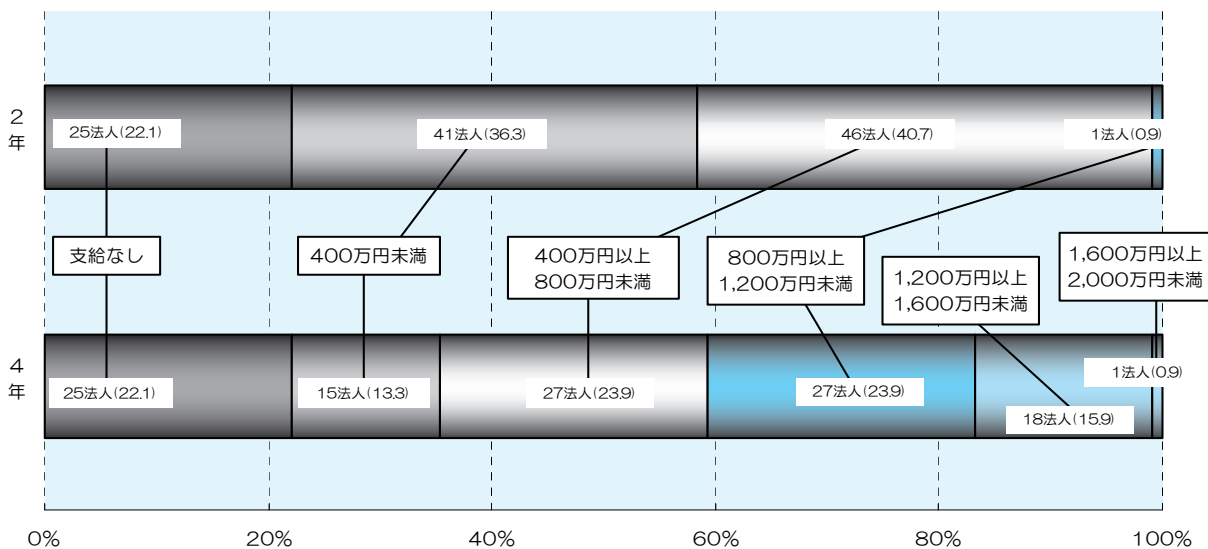 2
年
25法人(22.1)
41法人(36.3)
46法人(40.7)
1法人(0.9)
支給なし
400万円未満
400万円以上
800万円未満
800万円以上
1,200万円未満
1,200万円以上
1,600万円未満
1,600万円以上
2,000万円未満
4
年
25法人(22.1)
15法人(13.3)
27法人(23.9)
27法人(23.9)
18法人(15.9)
1法人(0.9)
0%
20%
40%
60%
80%
100%